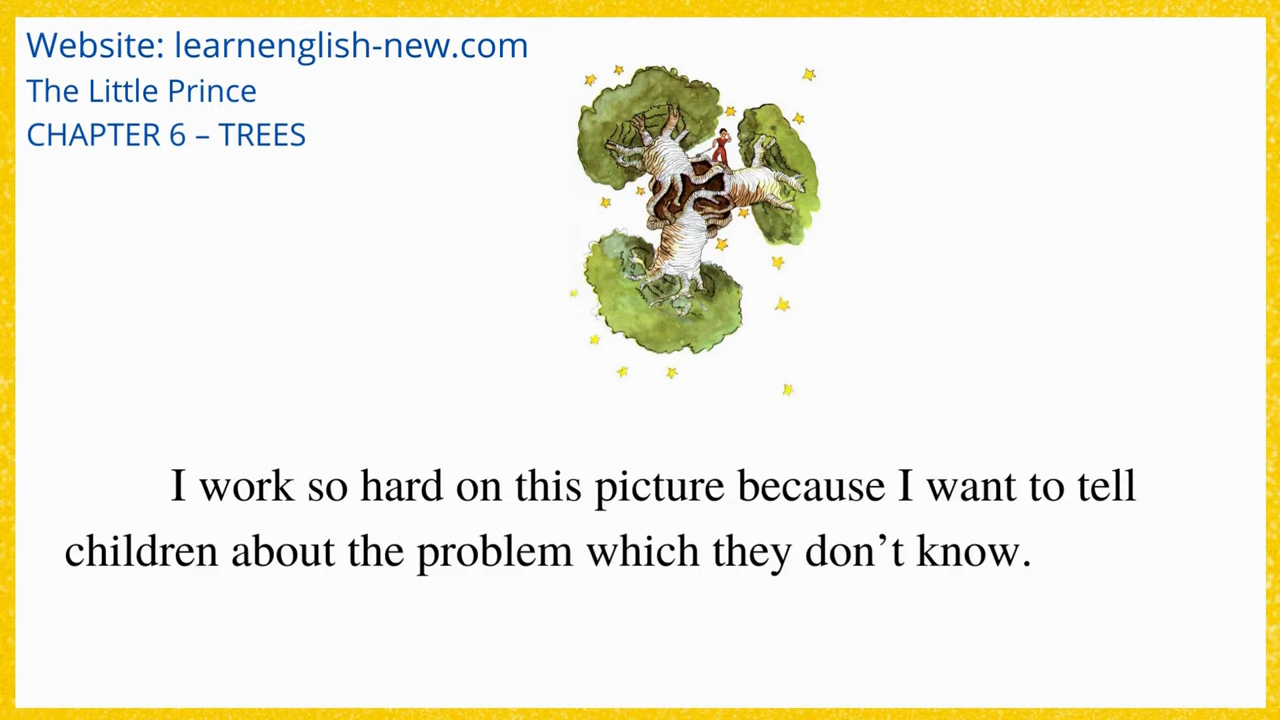 Website: learnenglish-new.com
The Little Prince
CHAPTER 6 – TREES
I work so hard on this picture because I want to tell
children about the problem which they don’t know.